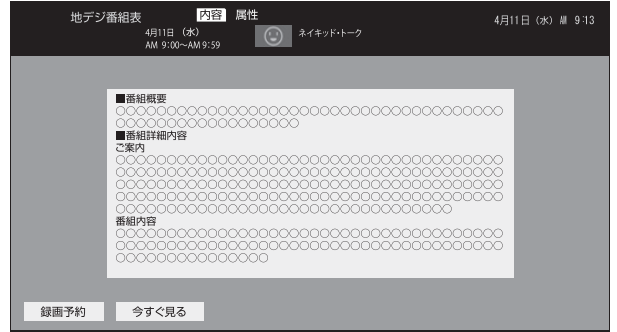 地デジ番組表 内容 属性
4月11日 (水) AM 9:13
4月11日 (水) ネイキッド・トーク
AM 9:00~AM 9:59
■番組概要
○○○○○○○○○○○○○○○○○○○○○○○○○○○○○○○○○○○○○○
○○○○○○○○○○○○○○○○○○
■番組詳細内容
ご案内
○○○○○○○○○○○○○○○○○○○○○○○○○○○○○○○○○○○○○○
○○○○○○○○○○○○○○○○○○○○○○○○○○○○○○○○○○○○○○
○○○○○○○○○○○○○○○○○○○○○○○○○○○○○○○○○○○○○○
○○○○○○○○○○○○○○○○○○○○○○○○○○○○○○○○○○○○○○
○○○○○○○○○○○○○○○○○○○○○○○○○○○○○○○○○
番組内容
○○○○○○○○○○○○○○○○○○○○○○○○○○○○○○○○○○○○○○
○○○○○○○○○○○○○○○○○○○○○○○○○○○○○○○○○○○○○○
○○○○○○○○○○○○○○○
録画予約 今すぐ見る